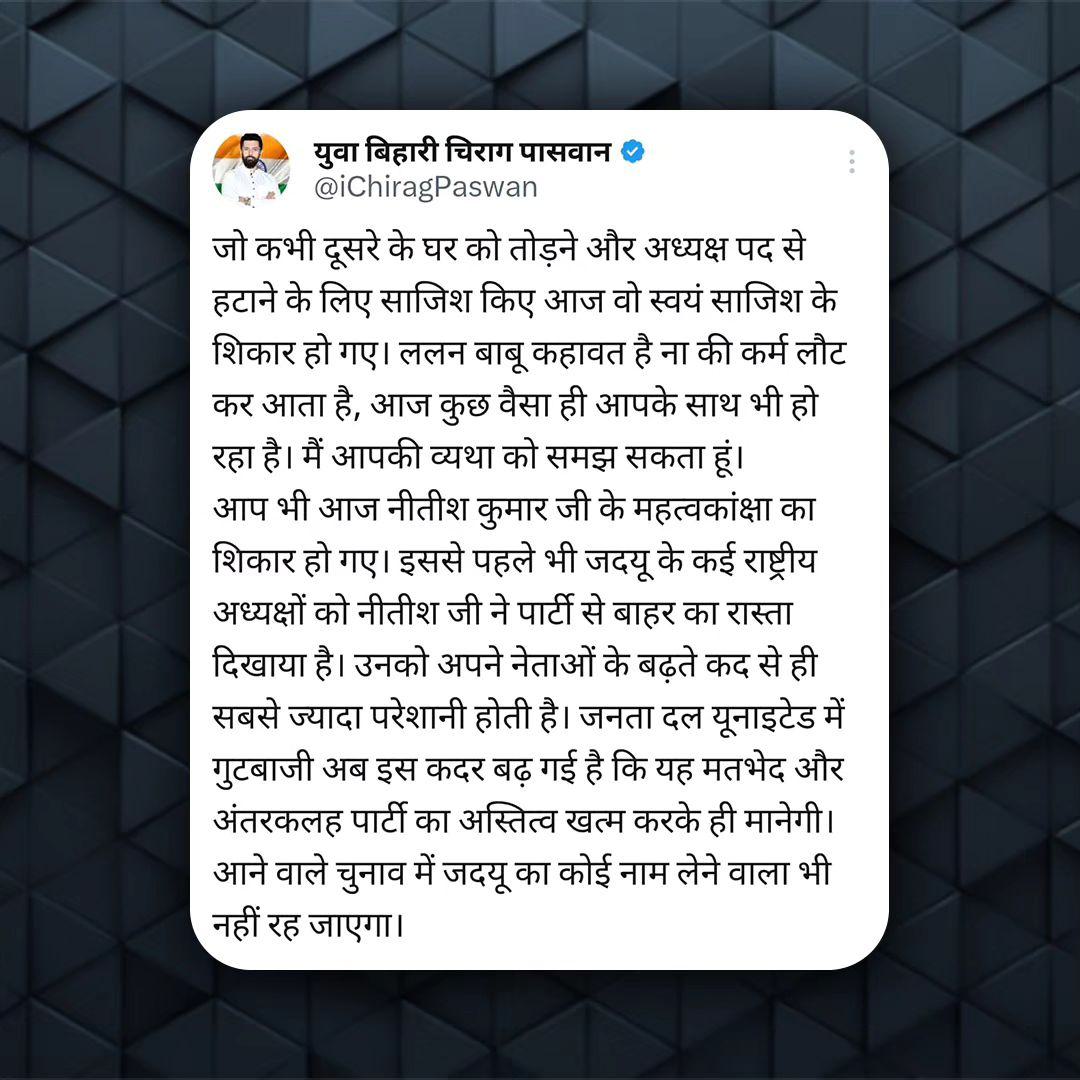 युवा बिहारी चिराग पासवान
@iChiragPaswan
जो कभी दूसरे के घर को तोड़ने और अध्यक्ष पद से
हटाने के लिए साजिश किए आज वो स्वयं साजिश के
शिकार हो गए। ललन बाबू कहावत है ना की कर्म लौट
कर आता है, आज कुछ वैसा ही आपके साथ भी हो
रहा है। मैं आपकी व्यथा को समझ सकता हूं।
आप भी आज नीतीश कुमार जी के महत्वकांक्षा का
शिकार हो गए। इससे पहले भी जदयू के कई राष्ट्रीय
अध्यक्षों को नीतीश जी ने पार्टी से बाहर का रास्ता
दिखाया है। उनको अपने नेताओं के बढ़ते कद से ही
सबसे ज्यादा परेशानी होती है। जनता दल यूनाइटेड में
गुटबाजी अब इस कदर बढ़ गई है कि यह मतभेद और
अंतरकलह पार्टी का अस्तित्व खत्म करके ही मानेगी।
आने वाले चुनाव में जदयू का कोई नाम लेने वाला भी
नहीं रह जाएगा।